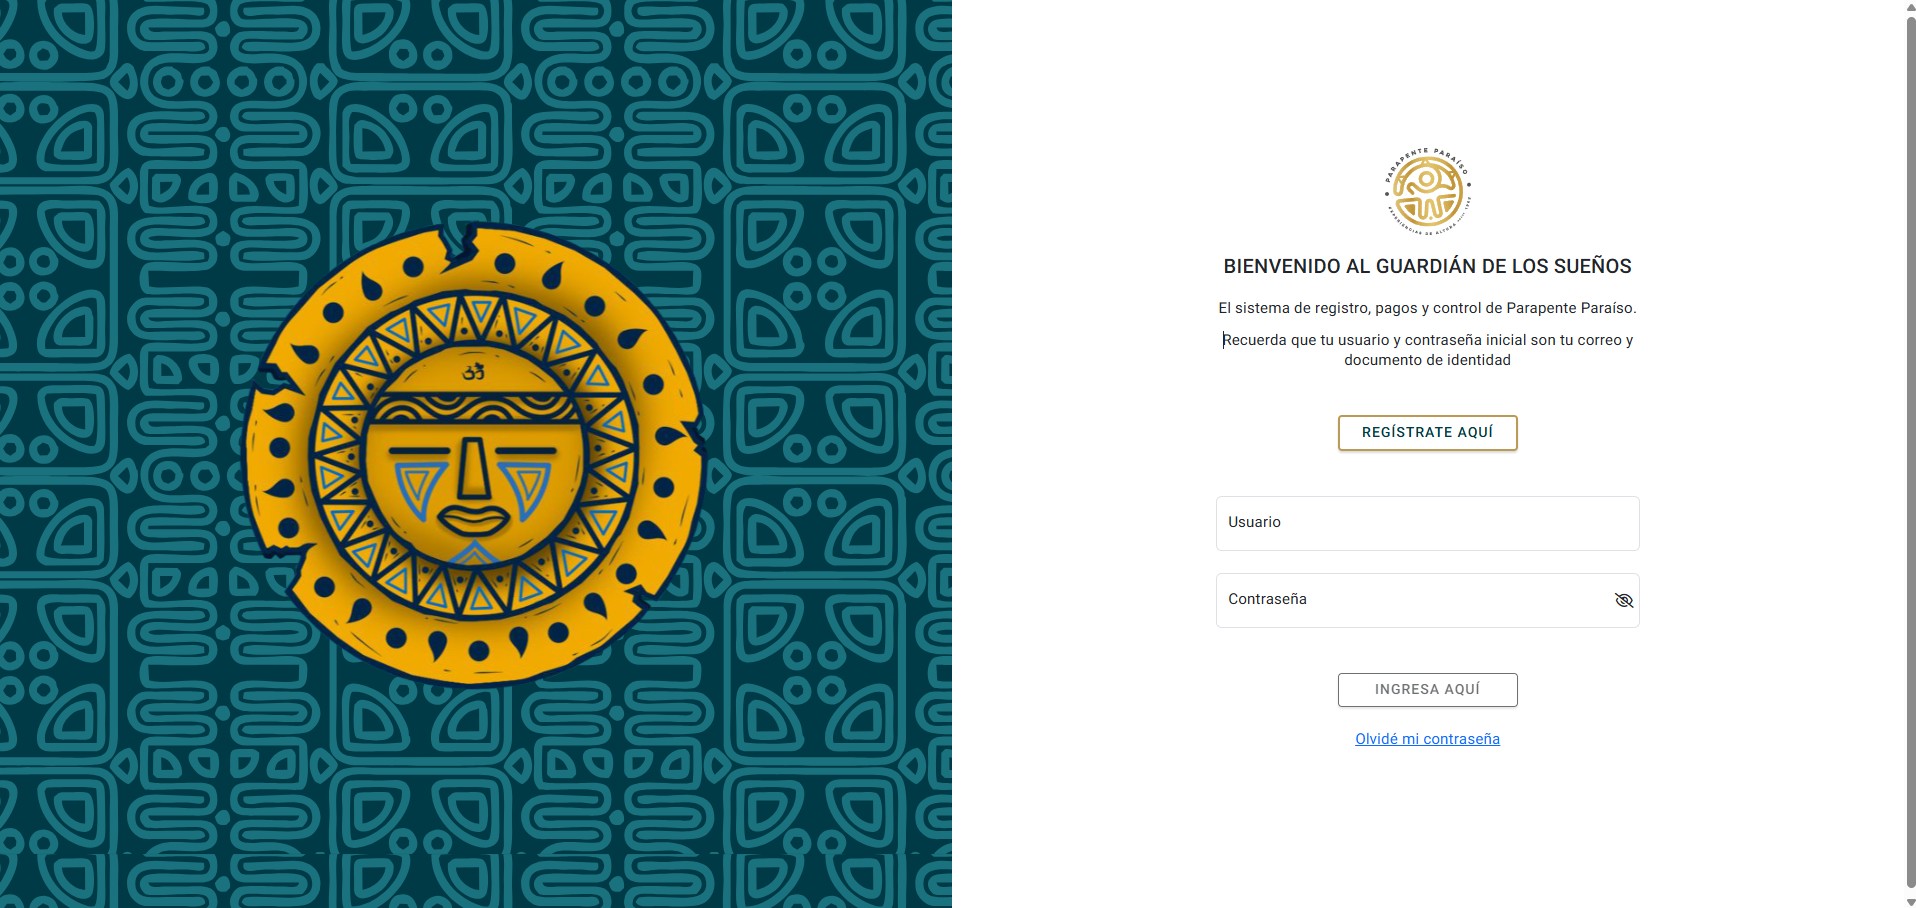 PARAPENTE PARAÍSO
BIENVENIDO AL GUARDIÁN DE LOS SUEÑOS
El sistema de registro, pagos y control de Parapente Paraíso.
Recuerda que tu usuario y contraseña inicial son tu correo y
documento de identidad
REGÍSTRATE AQUÍ
Usuario
Contraseña
INGRESA AQUÍ
Olvidé mi contraseña
ॐ